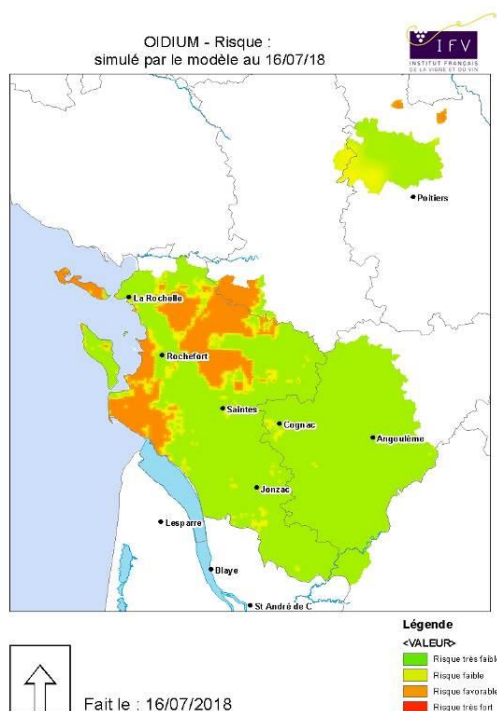 OIDIUM - Risque :
simulé par le modèle au 16/07/18
IFV
INSTITUT FRANÇAIS
DE LA VIGNE ET DU VIN
Poitiers
La Rochelle
Rochefort
Saintes
Cognac
Angoulême
Jonzac
Lesparre
Blaye
St André de C
Légende
<VALEUR>
Risque très faible
Risque faible
Risque favorable
Risque très fort
Fait le : 16/07/2018